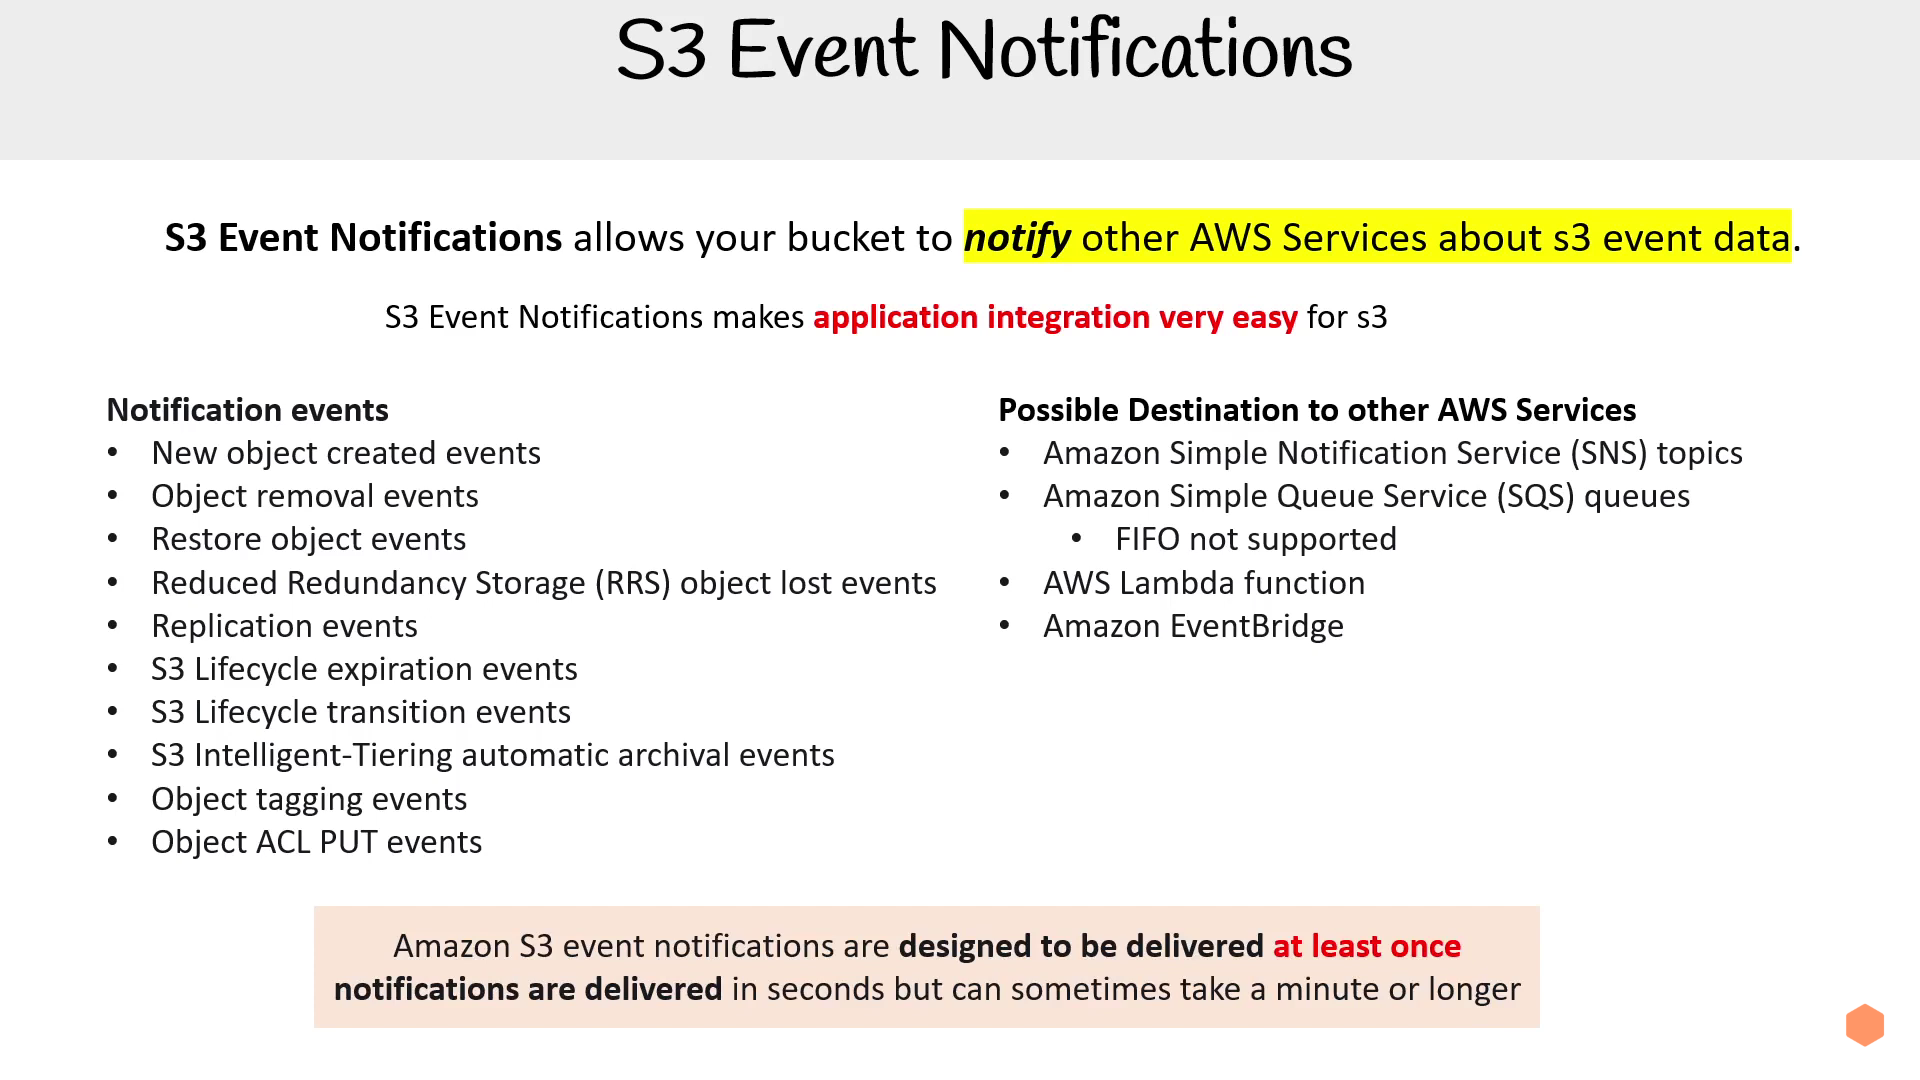 S3 Event Notifications
S3 Event Notifications allows your bucket to notify other AWS Services about s3 event data.
S3 Event Notifications makes application integration very easy for s3
Notification events
• New object created events
• Object removal events
• Restore object events
• Reduced Redundancy Storage (RRS) object lost events
• Replication events
• S3 Lifecycle expiration events
• S3 Lifecycle transition events
• S3 Intelligent-Tiering automatic archival events
• Object tagging events
• Object ACL PUT events
Possible Destination to other AWS Services
• Amazon Simple Notification Service (SNS) topics
• Amazon Simple Queue Service (SQS) queues
• FIFO not supported
• AWS Lambda function
• Amazon EventBridge
Amazon S3 event notifications are designed to be delivered at least once
notifications are delivered in seconds but can sometimes take a minute or longer